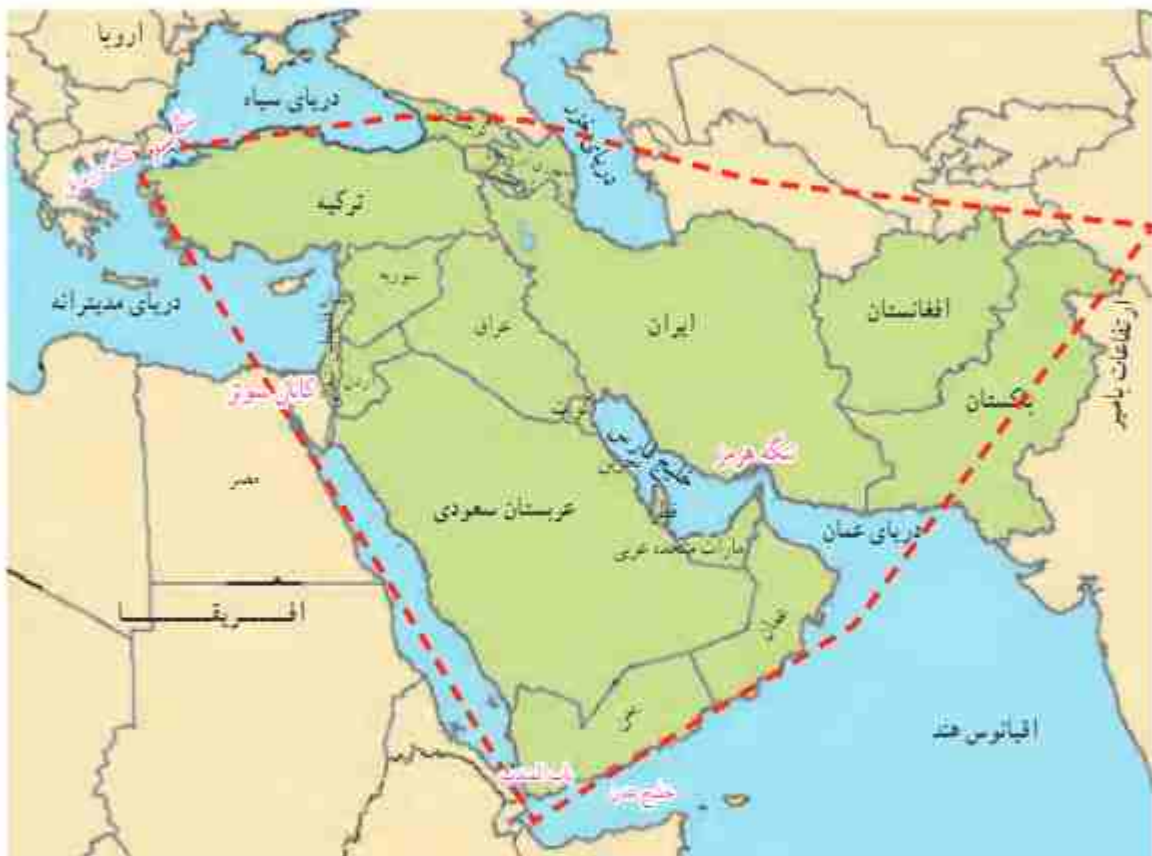 اروپا
دریای سیاه
دریای خزر
ترکیه
سوریه
دریای مدیترانه
عراق
ایران
افغانستان
ارتفاعات پامیر
پاکستان
کانال سوئز
اردن
کویت
خلیج فارس
تنگه هرمز
بحرین
قطر
مصر
عربستان سعودی
دریای عمان
امارات متحده عربی
افـــریـقـــــا
عمان
اقیانوس هند
باب المندب
خلیج عدن